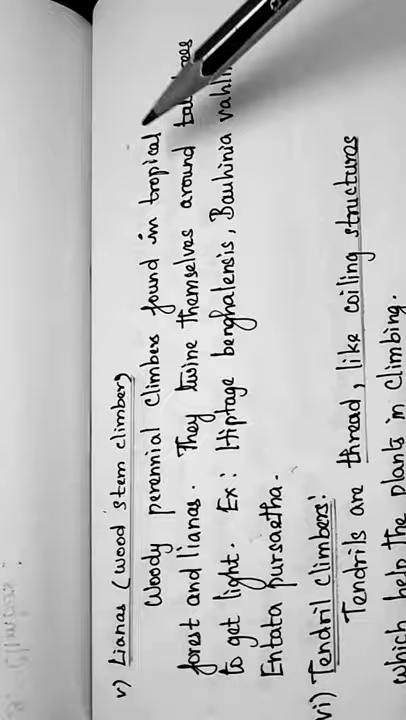 v) Lianas (wood stem climber)
Woody perennial climbers found in tropical
forest and lianas. They twine themselves around
to get light. Ex: Hiptage benghalensis, Bauhinia vahli
Entata pursaetha.
vi) Tendril climbers:
Tendrils are thread, like coiling structures
which help the plants in climbing.